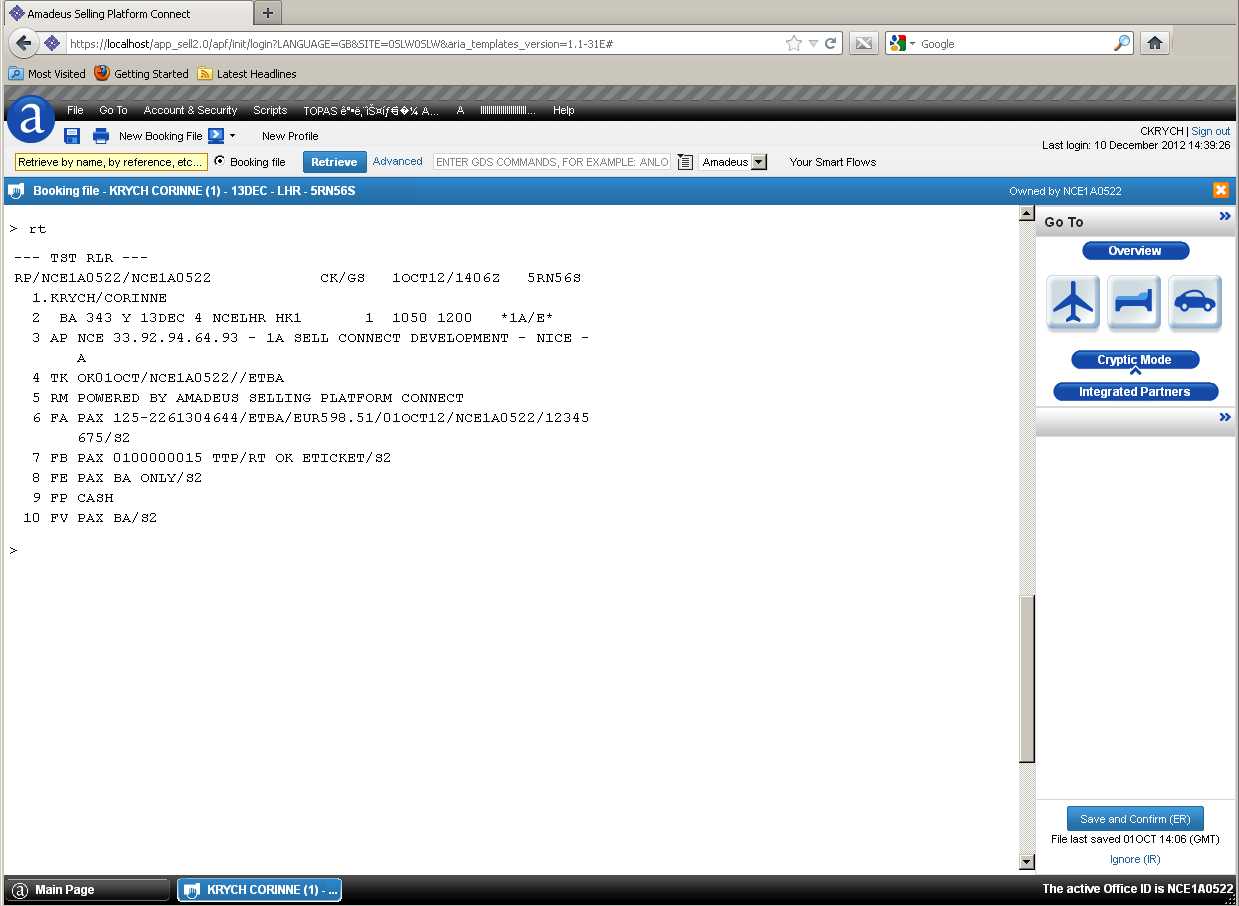 Amadeus Selling Platform Connect
https://localhost/app_sell2.0/apf/init/login?LANGUAGE=GB&SITE=0SLW0SLW&aria_templates_version=1.1-31E#
Google
Most Visited Getting Started Latest Headlines
File Go To Account & Security Scripts TOPAS A... A Help
a
New Booking File New Profile
CKRYCH | Sign out
Last login: 10 December 2012 14:39:26
Retrieve by name, by reference, etc... Booking file Retrieve Advanced ENTER GDS COMMANDS, FOR EXAMPLE: ANLO Amadeus Your Smart Flows
Booking file - KRYCH CORINNE (1) - 13DEC - LHR - 5RN56S Owned by NCE1A0522
> rt
--- TST RLR ---
RP/NCE1A0522/NCE1A0522 CK/GS 1OCT12/1406Z 5RN56S
1.KRYCH/CORINNE
2 BA 343 Y 13DEC 4 NCELHR HK1 1 1050 1200 *1A/E*
3 AP NCE 33.92.94.64.93 - 1A SELL CONNECT DEVELOPMENT - NICE -
A
4 TK OK01OCT/NCE1A0522//ETBA
5 RM POWERED BY AMADEUS SELLING PLATFORM CONNECT
6 FA PAX 125-2261304644/ETBA/EUR598.51/01OCT12/NCE1A0522/12345
675/S2
7 FB PAX 0100000015 TTP/RT OK ETICKET/S2
8 FE PAX BA ONLY/S2
9 FP CASH
10 FV PAX BA/S2
>
Go To
Overview
Cryptic Mode
Integrated Partners
Save and Confirm (ER)
File last saved 01OCT 14:06 (GMT)
Ignore (IR)
a Main Page KRYCH CORINNE (1) - ... The active Office ID is NCE1A0522